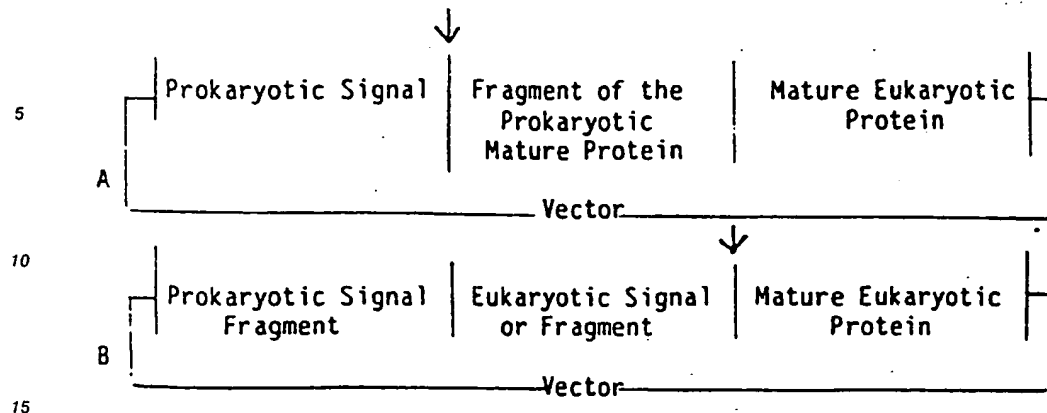 Prokaryotic Signal Fragment of the Mature Eukaryotic
5 Prokaryotic Protein
Mature Protein
A
Vector
10
Prokaryotic Signal Eukaryotic Signal Mature Eukaryotic
Fragment or Fragment Protein
B
Vector
15